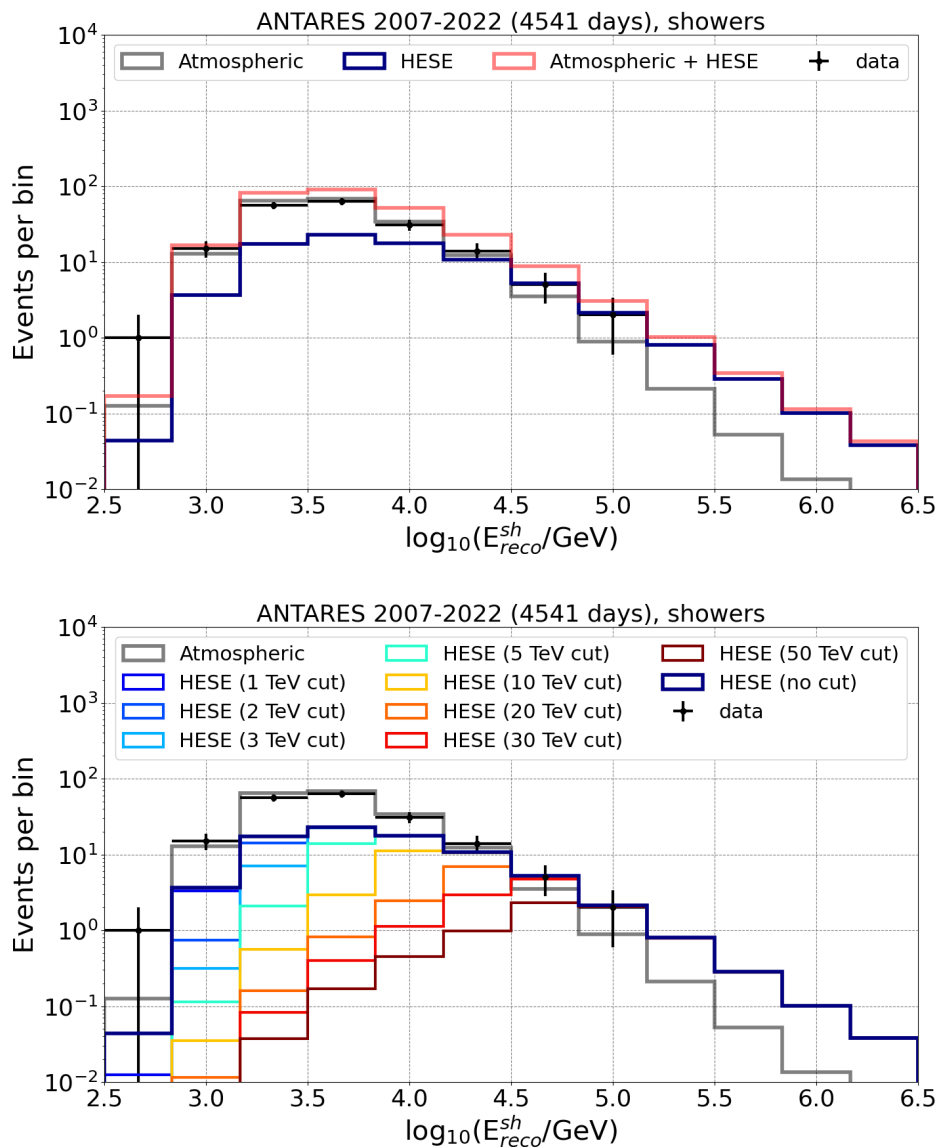 ANTARES 2007-2022 (4541 days), showers
Atmospheric HESE Atmospheric + HESE data
Events per bin
10^4
10^3
10^2
10^1
10^0
10^-1
10^-2
2.5 3.0 3.5 4.0 4.5 5.0 5.5 6.0 6.5
log10(E^sh_reco/GeV)
ANTARES 2007-2022 (4541 days), showers
Atmospheric HESE (5 TeV cut) HESE (50 TeV cut)
HESE (1 TeV cut) HESE (10 TeV cut) HESE (no cut)
HESE (2 TeV cut) HESE (20 TeV cut) data
HESE (3 TeV cut) HESE (30 TeV cut)
Events per bin
10^4
10^3
10^2
10^1
10^0
10^-1
10^-2
2.5 3.0 3.5 4.0 4.5 5.0 5.5 6.0 6.5
log10(E^sh_reco/GeV)